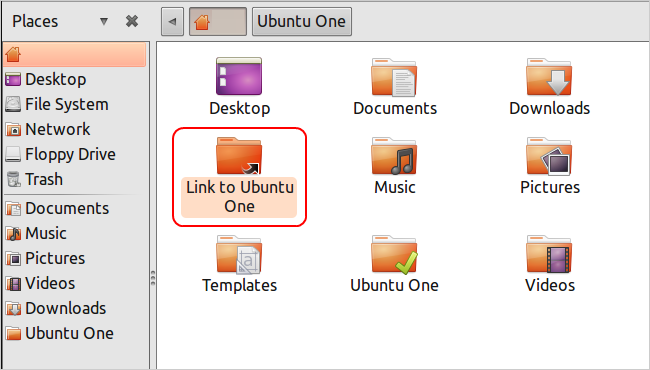 Places
Ubuntu One
Desktop
File System
Network
Floppy Drive
Trash
Documents
Music
Pictures
Videos
Downloads
Ubuntu One
Desktop
Documents
Downloads
Link to Ubuntu
One
Music
Pictures
Templates
Ubuntu One
Videos